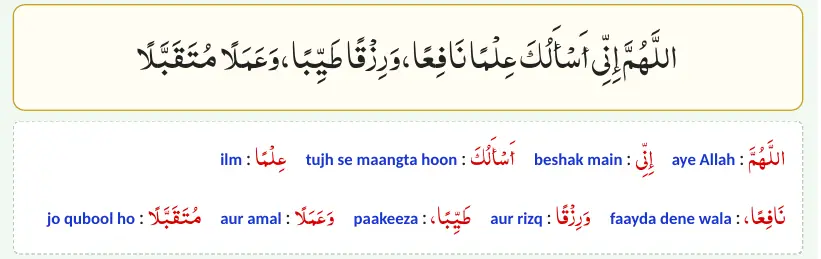 اللَّهُمَّ إِنِّي أَسْأَلُكَ عِلْمًا نَافِعًا، وَرِزْقًا طَيِّبًا، وَعَمَلًا مُتَقَبَّلًا
اللَّهُمَّ : aye Allah إِنِّي : beshak main أَسْأَلُكَ : tujh se maangta hoon عِلْمًا : ilm
نَافِعًا، : faayda dene wala وَرِزْقًا : aur rizq طَيِّبًا، : paakeeza وَعَمَلًا : aur amal مُتَقَبَّلًا : jo qubool ho